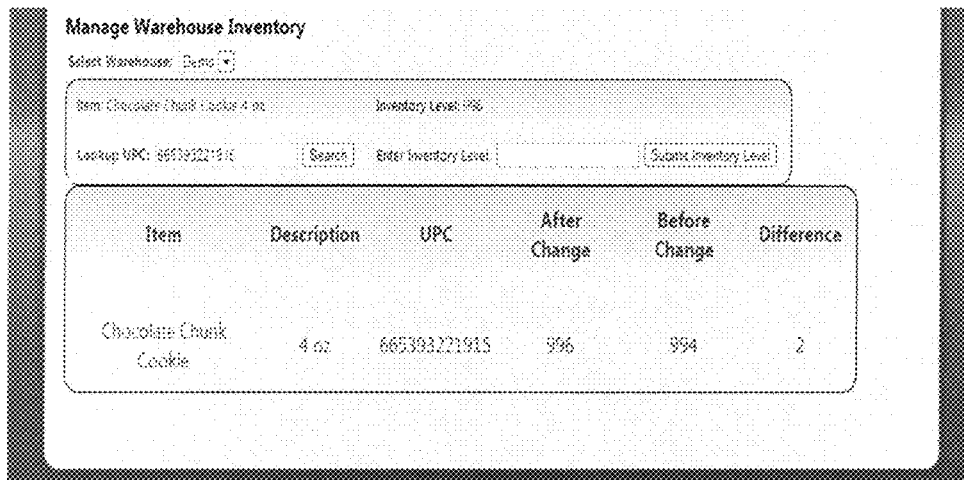 Manage Warehouse Inventory
Select Warehouse: Demo
Item: Chocolate Chunk Cookie 4 oz Inventory Level: 996
Lookup UPC: Search Enter Inventory Level: Submit Inventory Level
Item Description UPC After Change Before Change Difference
Chocolate Chunk Cookie 4 oz 665393221915 996 994 2